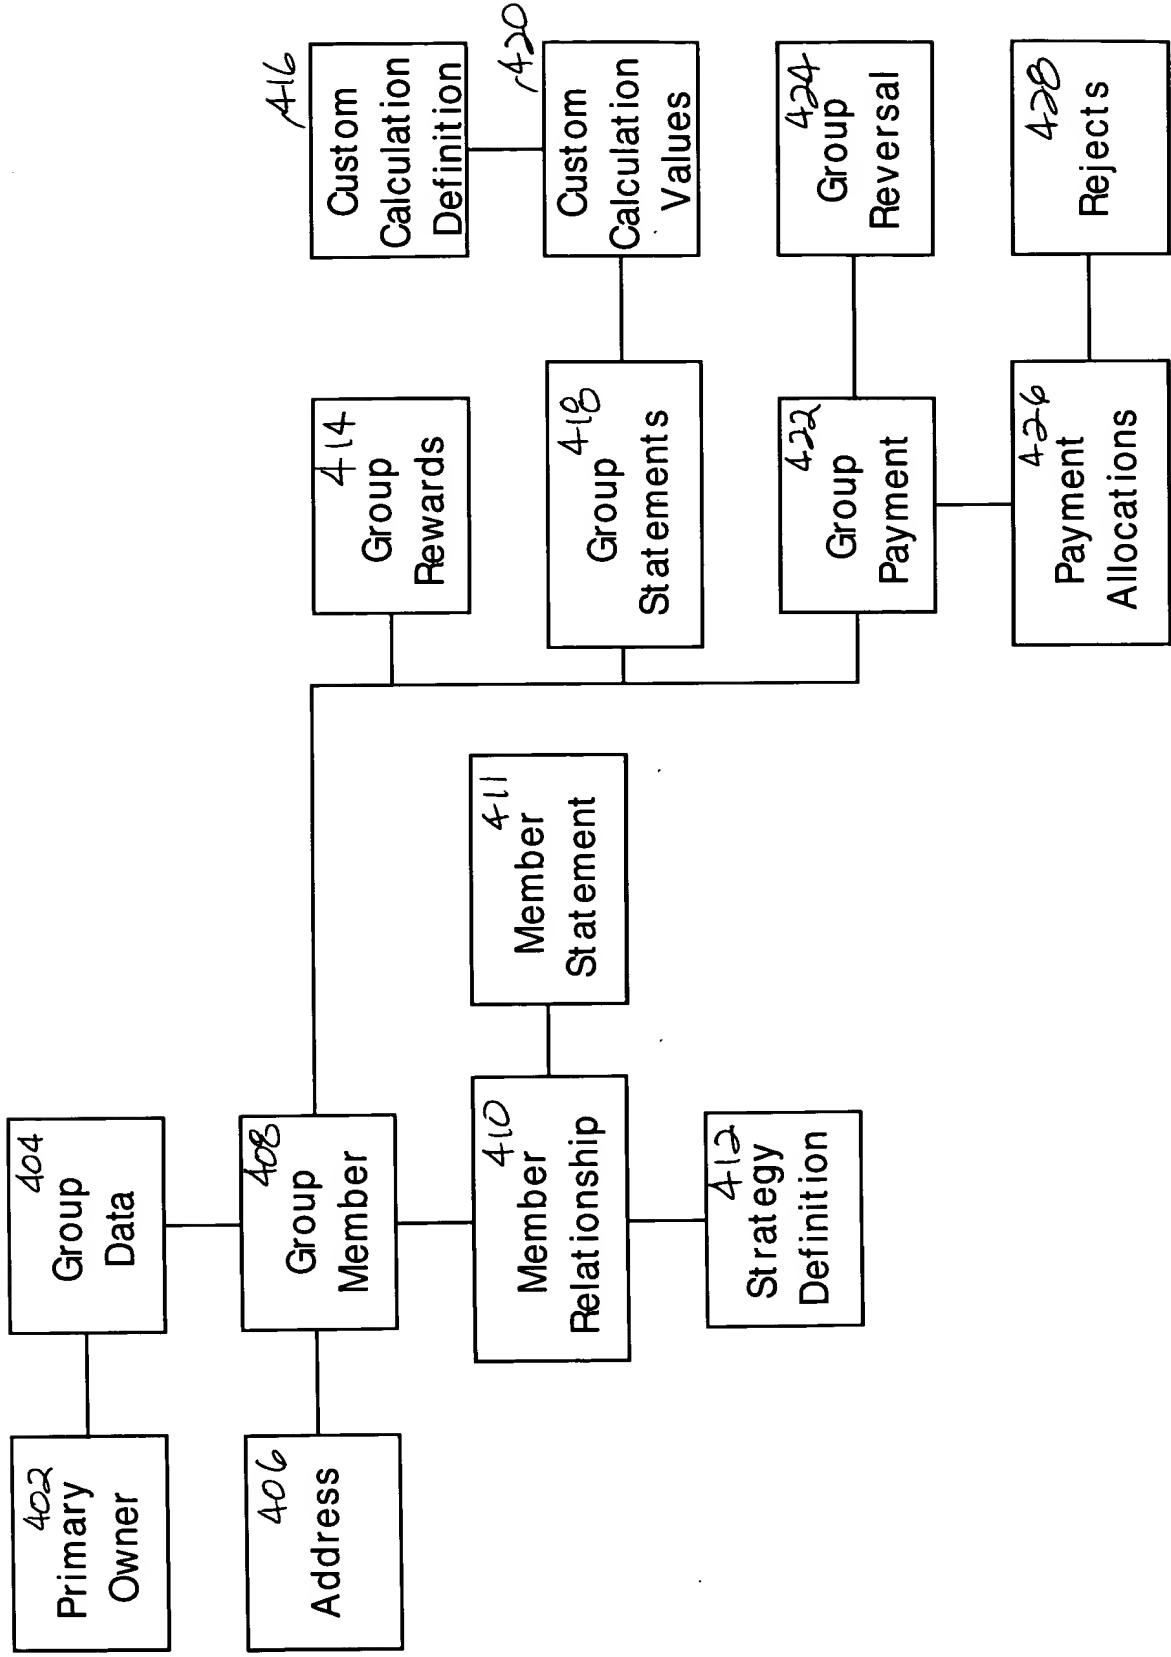 402
Primary
Owner
404
Group
Data
406
Address
408
Group
Member
410
Member
Relationship
411
Member
Statement
412
Strategy
Definition
414
Group
Rewards
416
Custom
Calculation
Definition
418
Group
Statements
420
Custom
Calculation
Values
422
Group
Payment
424
Group
Reversal
426
Payment
Allocations
428
Rejects